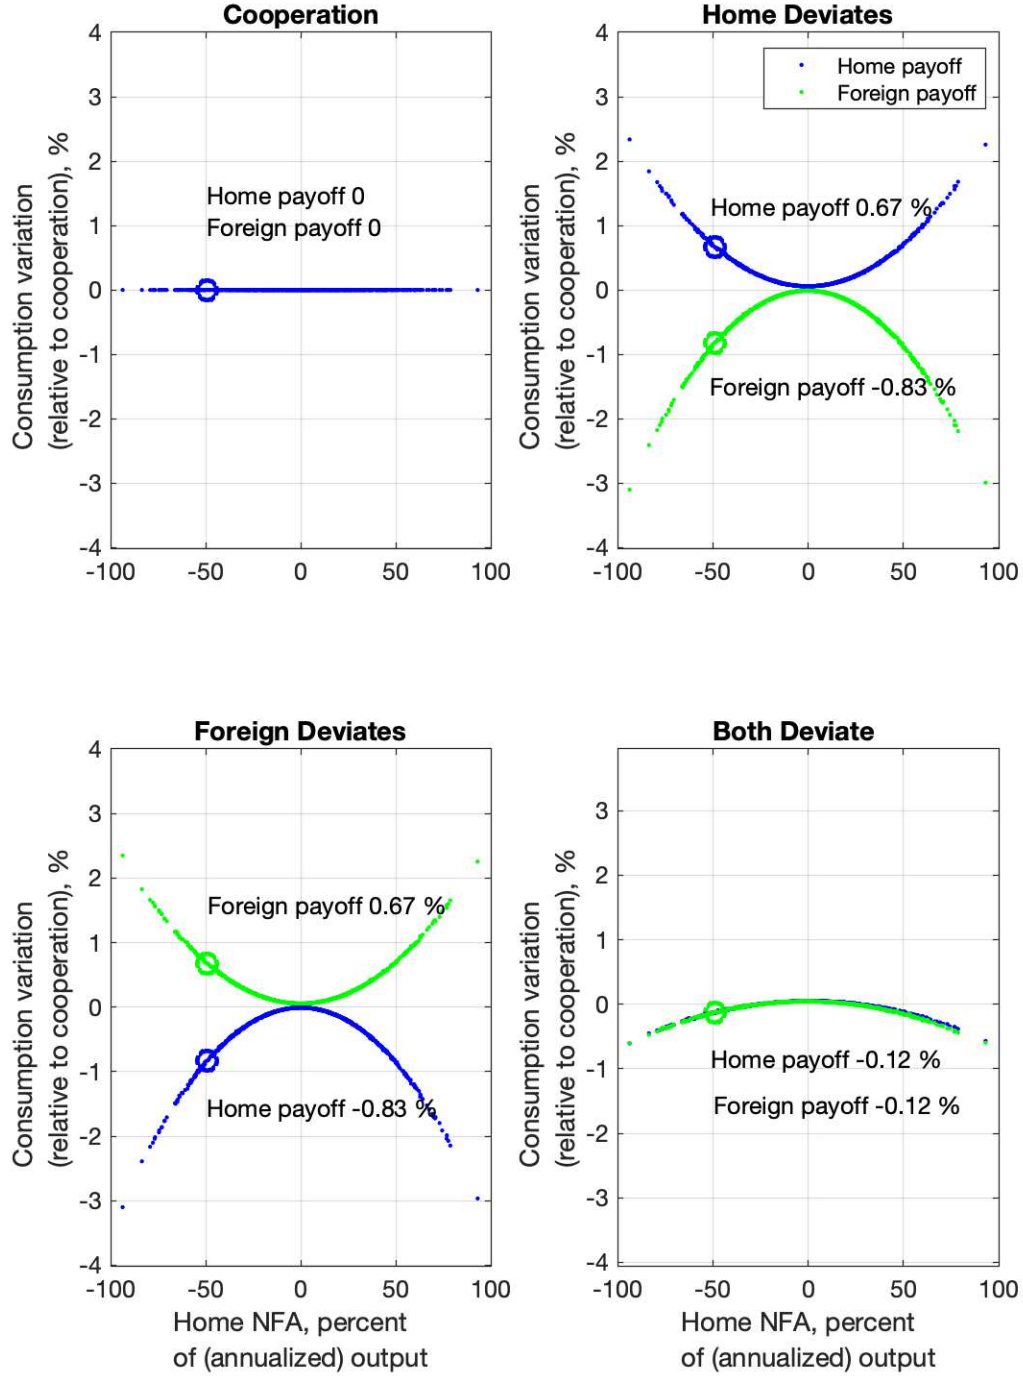 Cooperation
4
3
2
1
0
-1
-2
-3
-4
-100 -50 0 50 100
Consumption variation
(relative to cooperation), %
Home payoff 0
Foreign payoff 0
Home Deviates
4
3
2
1
0
-1
-2
-3
-4
-100 -50 0 50 100
Consumption variation
(relative to cooperation), %
Home payoff
Foreign payoff
Home payoff 0.67 %
Foreign payoff -0.83 %
Foreign Deviates
4
3
2
1
0
-1
-2
-3
-4
-100 -50 0 50 100
Consumption variation
(relative to cooperation), %
Foreign payoff 0.67 %
Home payoff -0.83 %
Home NFA, percent
of (annualized) output
Both Deviate
3
2
1
0
-1
-2
-3
-4
-100 -50 0 50 100
Consumption variation
(relative to cooperation), %
Home payoff -0.12 %
Foreign payoff -0.12 %
Home NFA, percent
of (annualized) output